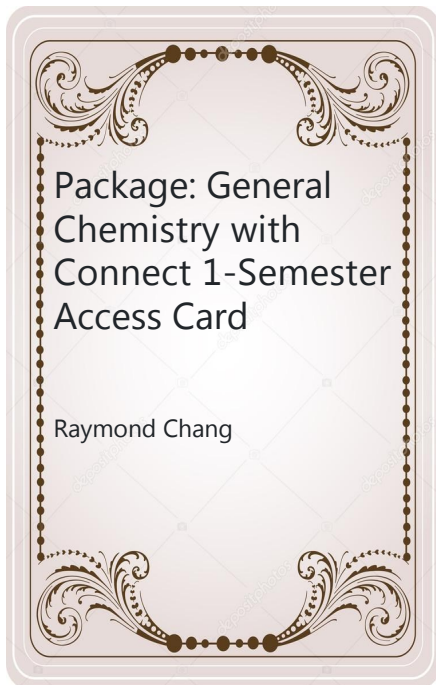 Package: General
Chemistry with
Connect 1-Semester
Access Card
Raymond Chang